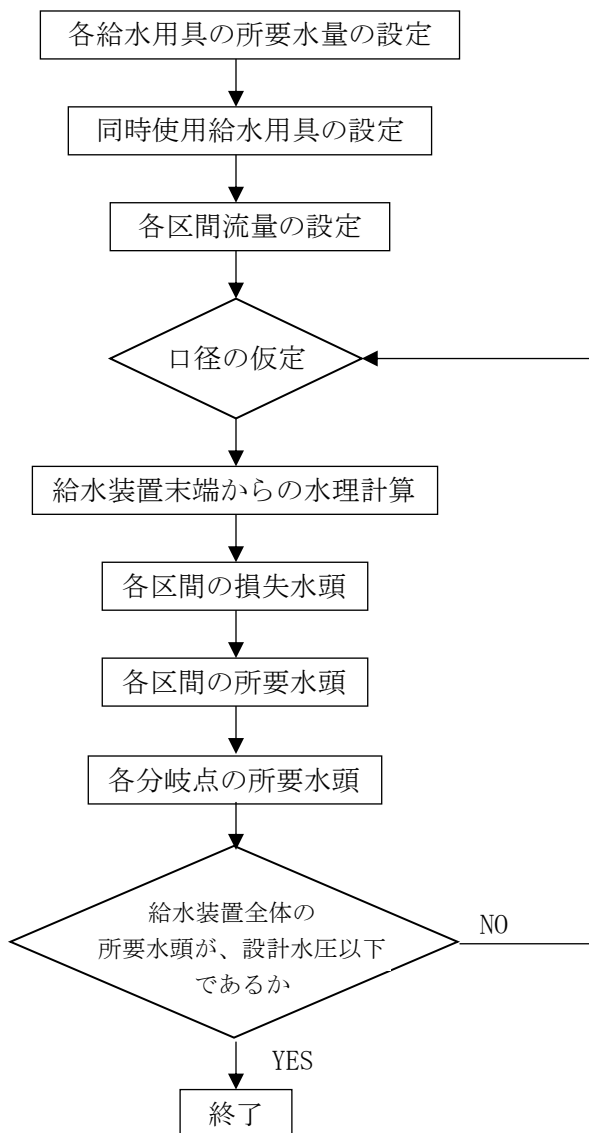 各給水用具の所要水量の設定
同時使用給水用具の設定
各区間流量の設定
口径の仮定
給水装置末端からの水理計算
各区間の損失水頭
各区間の所要水頭
各分岐点の所要水頭
給水装置全体の
所要水頭が、設計水圧以下
であるか
NO
YES
終了